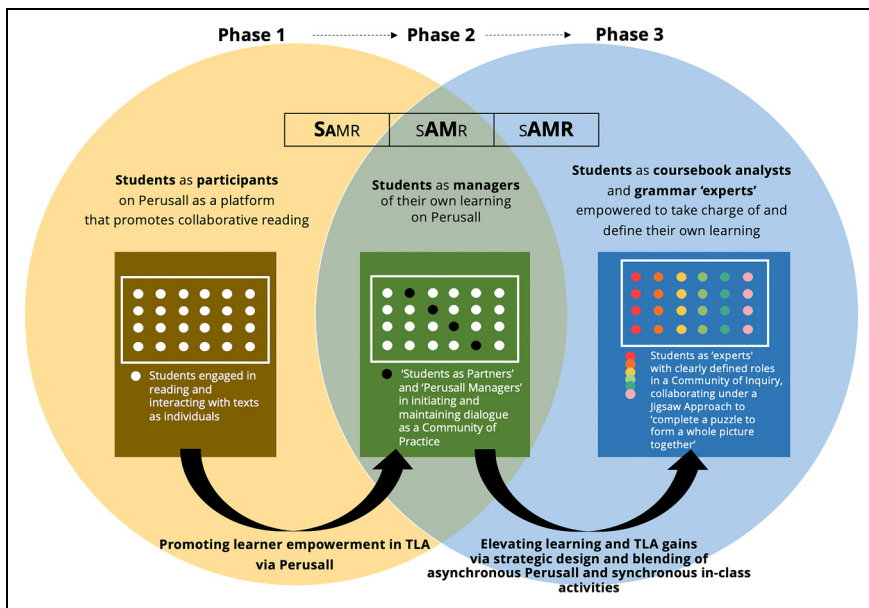 Phase 1
Phase 2
Phase 3
SAMR
sAMR
sAMR
Students as participants
on Perusall as a platform
that promotes collaborative reading
Students as managers
of their own learning
on Perusall
Students as coursebook analysts
and grammar ‘experts’
empowered to take charge of and
define their own learning
Students engaged in
reading and
interacting with texts
as individuals
‘Students as Partners’
and ‘Perusall Managers’
in initiating and
maintaining dialogue
as a Community of
Practice
Students as ‘experts’
with clearly defined roles
in a Community of Inquiry,
collaborating under a
Jigsaw Approach to
‘complete a puzzle to
form a whole picture
together’
Promoting learner empowerment in TLA
via Perusall
Elevating learning and TLA gains
via strategic design and blending of
asynchronous Perusall and synchronous in-class
activities